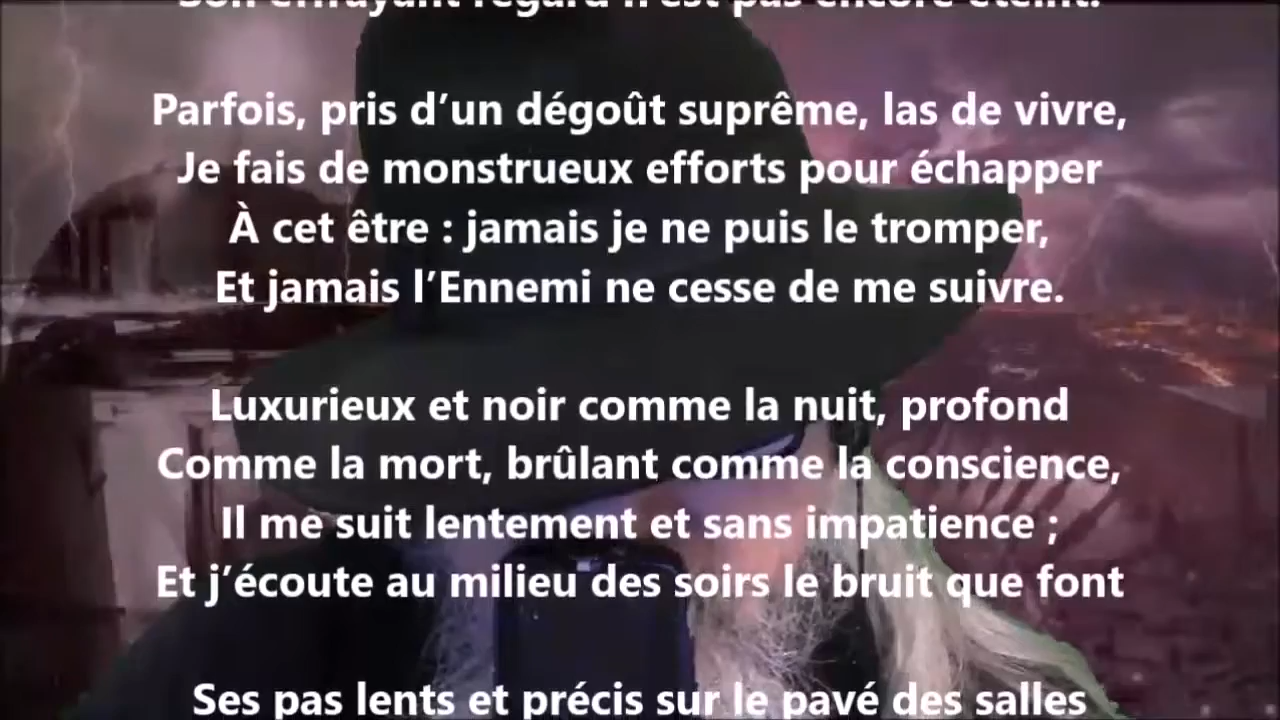 Son effrayant regard n'est pas encore éteint.
Parfois, pris d’un dégoût suprême, las de vivre,
Je fais de monstrueux efforts pour échapper
À cet être : jamais je ne puis le tromper,
Et jamais l’Ennemi ne cesse de me suivre.
Luxurieux et noir comme la nuit, profond
Comme la mort, brûlant comme la conscience,
Il me suit lentement et sans impatience ;
Et j’écoute au milieu des soirs le bruit que font
Ses pas lents et précis sur le pavé des salles